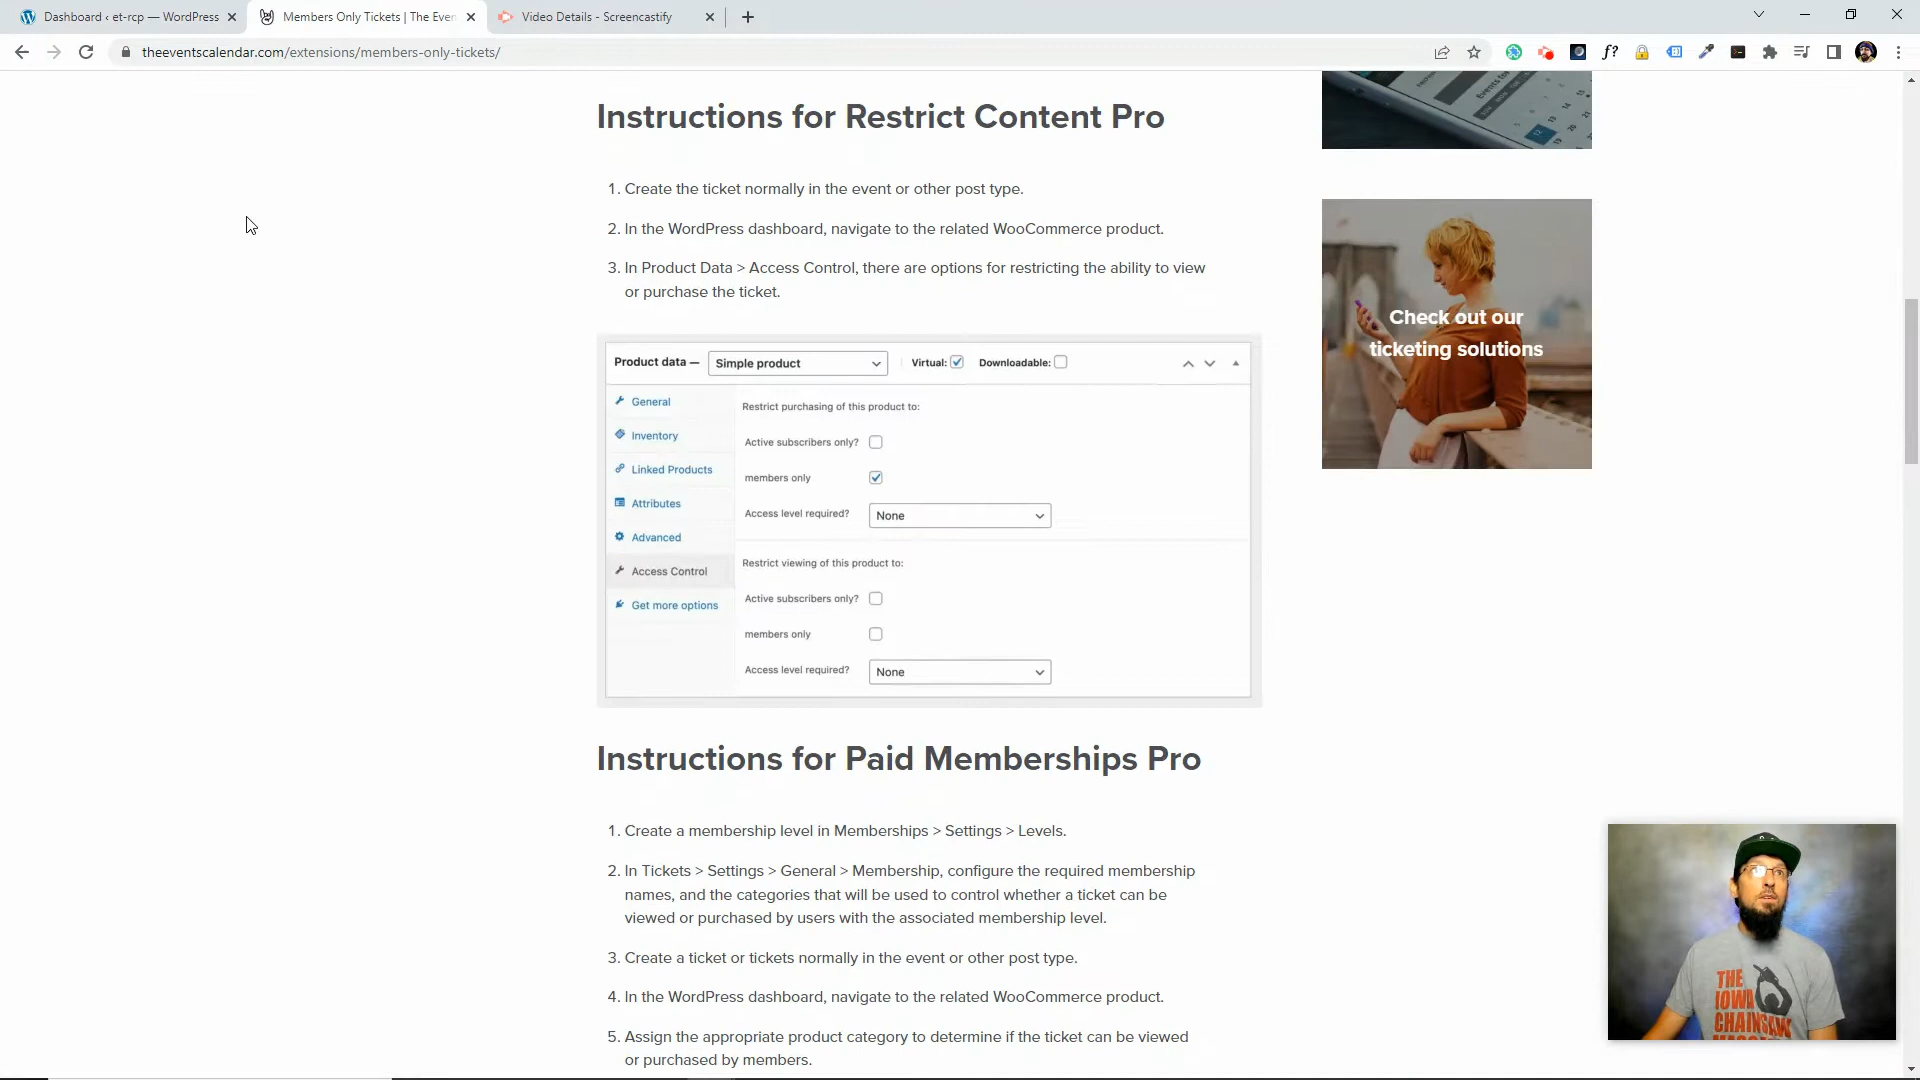 Dashboard ‹ et-rcp — WordPress
Members Only Tickets | The Even
Video Details - Screencastify
theeventscalendar.com/extensions/members-only-tickets/
f?
Instructions for Restrict Content Pro
1. Create the ticket normally in the event or other post type.
2. In the WordPress dashboard, navigate to the related WooCommerce product.
3. In Product Data > Access Control, there are options for restricting the ability to view
or purchase the ticket.
Product data —
Simple product
Virtual:
Downloadable:
General
Inventory
Linked Products
Attributes
Advanced
Access Control
Get more options
Restrict purchasing of this product to:
Active subscribers only?
members only
Access level required?
None
Restrict viewing of this product to:
Active subscribers only?
members only
Access level required?
None
Check out our
ticketing solutions
Instructions for Paid Memberships Pro
1. Create a membership level in Memberships > Settings > Levels.
2. In Tickets > Settings > General > Membership, configure the required membership
names, and the categories that will be used to control whether a ticket can be
viewed or purchased by users with the associated membership level.
3. Create a ticket or tickets normally in the event or other post type.
4. In the WordPress dashboard, navigate to the related WooCommerce product.
5. Assign the appropriate product category to determine if the ticket can be viewed
or purchased by members.
THE
IOWA
CHAINSAW